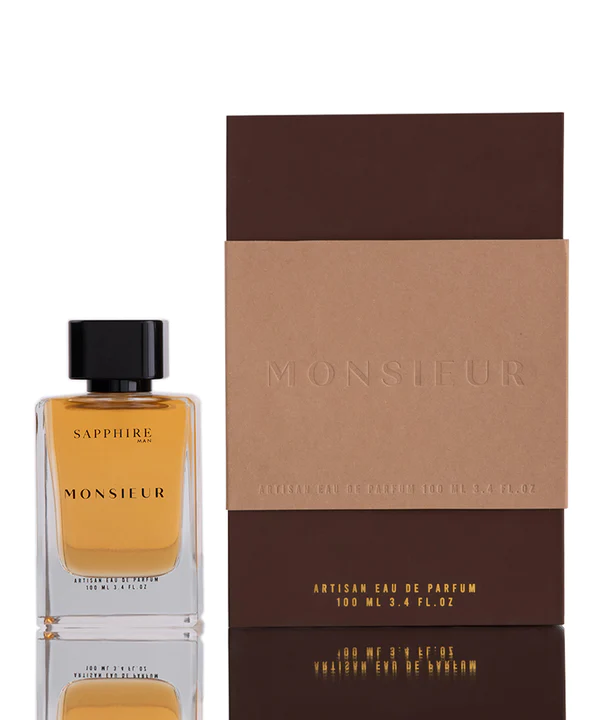 SAPPHIRE
MAN
MONSIEUR
ARTISAN EAU DE PARFUM
100 ML 3.4 FL.OZ
MONSIEUR
ARTISAN EAU DE PARFUM 100 ML 3.4 FL.OZ
ARTISAN EAU DE PARFUM
100 ML 3.4 FL.OZ